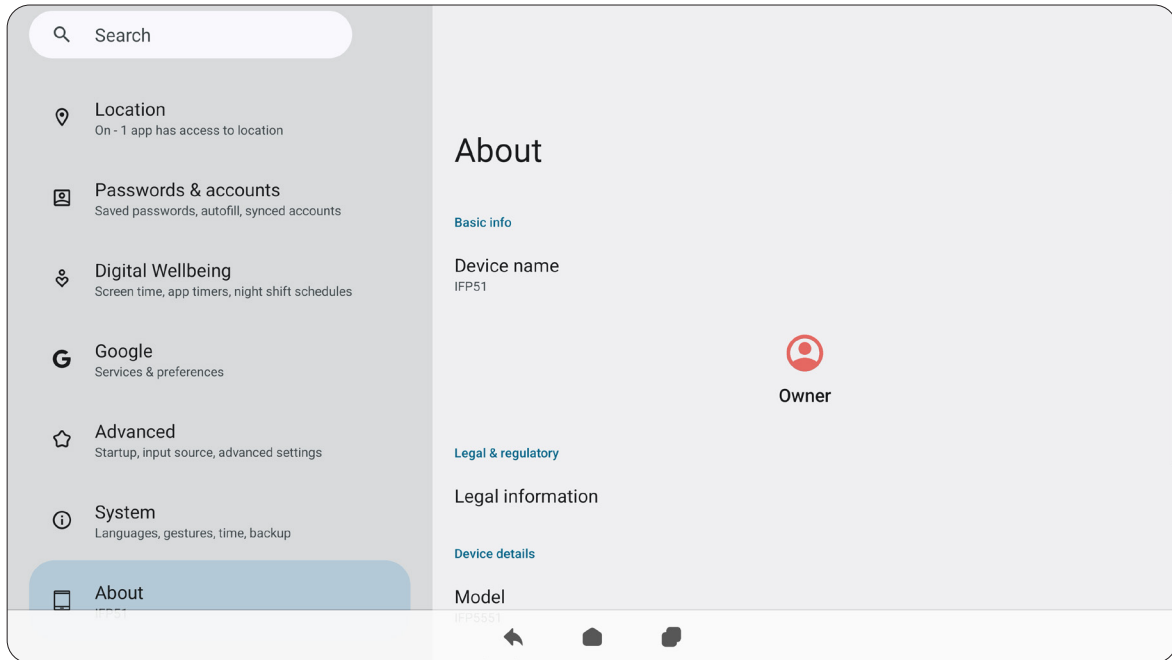 Search
Location
On - 1 app has access to location
Passwords & accounts
Saved passwords, autofill, synced accounts
Digital Wellbeing
Screen time, app timers, night shift schedules
Google
Services & preferences
Advanced
Startup, input source, advanced settings
System
Languages, gestures, time, backup
About
IFP51
About
Basic info
Device name
IFP51
Owner
Legal & regulatory
Legal information
Device details
Model
IFP5551